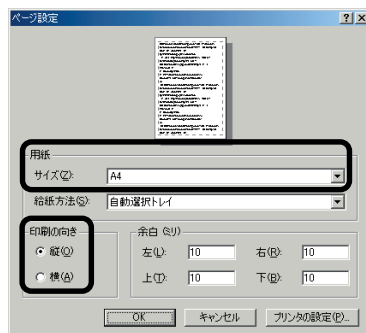 ページ設定
用紙
サイズ(Z): A4
給紙方法(S): 自動選択トレイ
印刷の向き
縦(O)
横(A)
余白 (ミリ)
左(L): 10 右(R): 10
上(T): 10 下(B): 10
OK キャンセル プリンタの設定(P)...